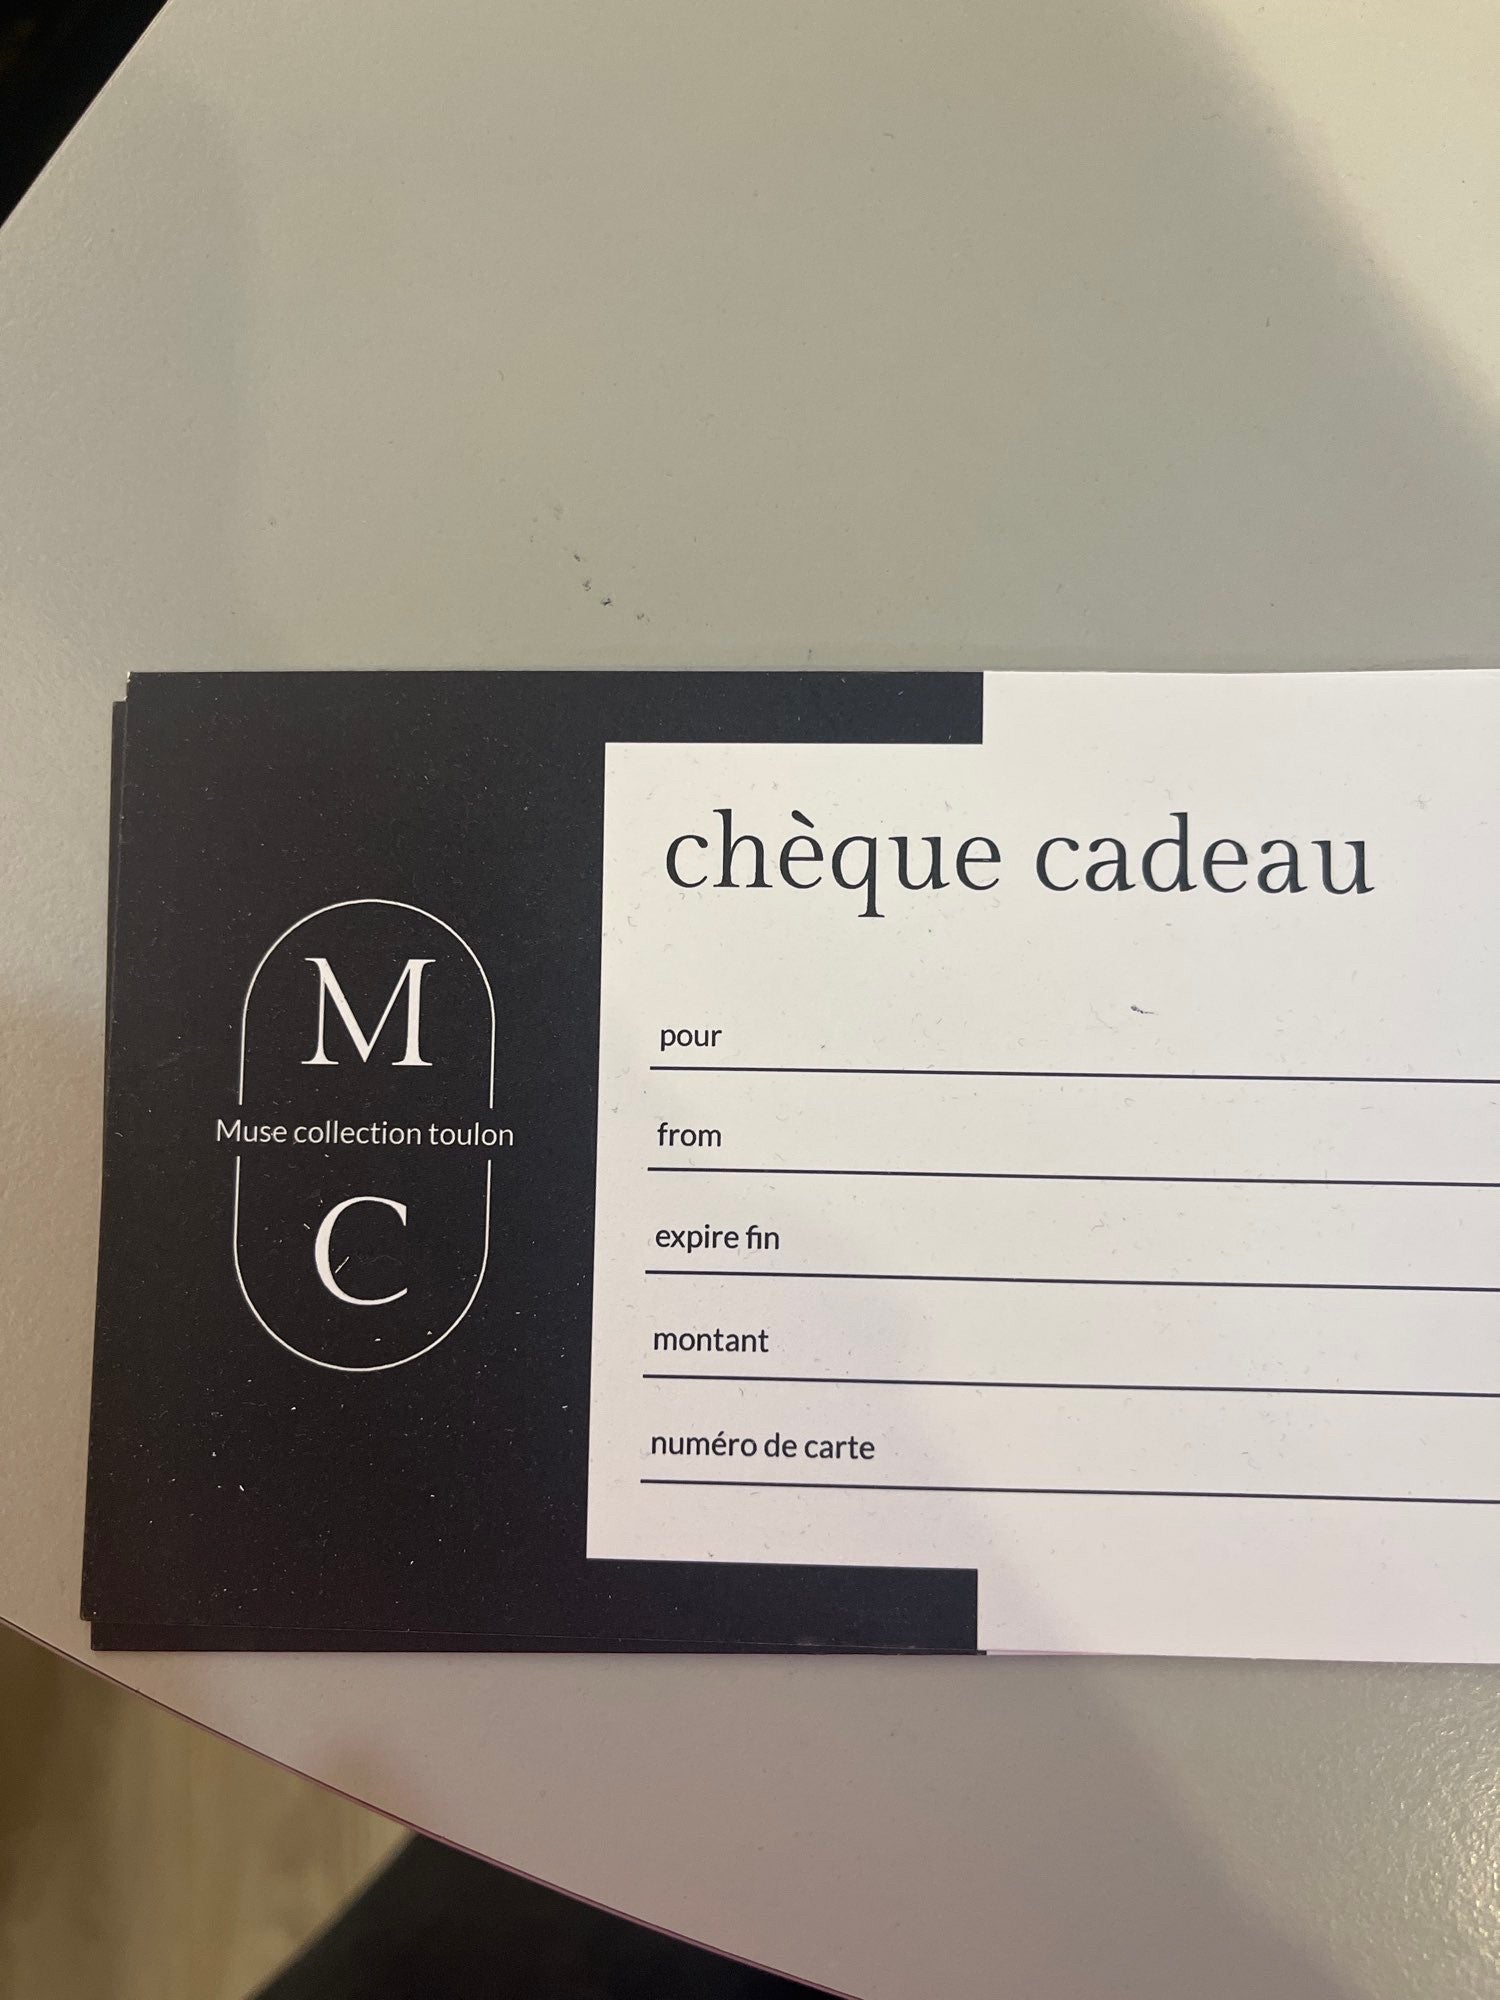 M
Muse collection toulon
C
chèque cadeau
pour
from
expire fin
montant
numéro de carte